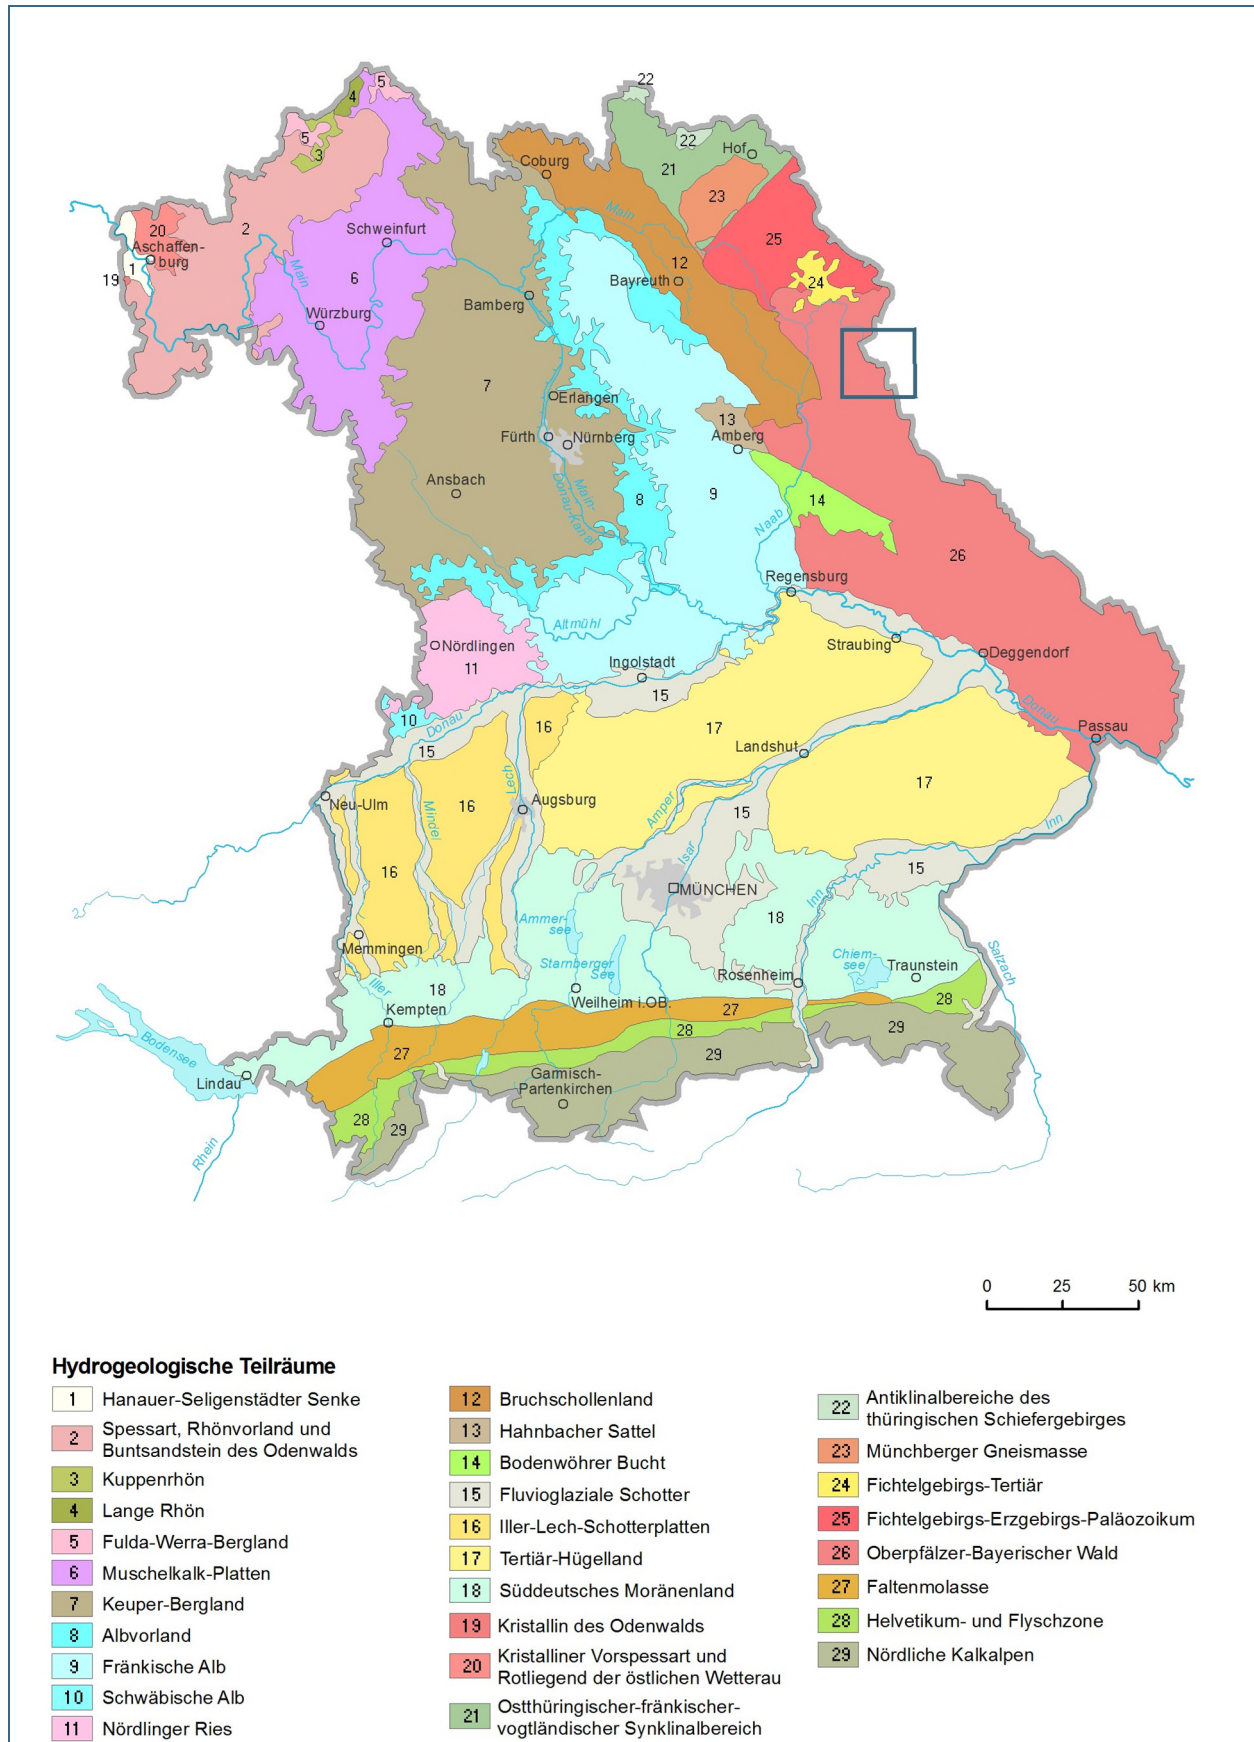 22
5
4
5
22
3
Hof
Coburg
21
23
20
2
Main
Schweinfurt
25
Aschaffen-
burg
1
12
19
Main
6
Bayreuth
24
Bamberg
Würzburg
7
Erlangen
13
Fürth
Nürnberg
Amberg
Ansbach
Main-
Donau-Kanal
8
9
14
Naab
26
Regensburg
Altmühl
Straubing
Nördlingen
Deggendorf
11
Ingolstadt
15
Donau
10
Donau
16
17
Passau
15
Landshut
Lech
17
Neu-Ulm
Mindel
16
Augsburg
Amper
15
Inn
Isar
16
15
MÜNCHEN
Inn
Ammer-
see
18
Memmingen
Starnberger
See
Chiem-
see
Salzach
Rosenheim
Traunstein
Iller
18
Weilheim i.OB.
Kempten
27
28
28
29
Bodensee
27
29
Garmisch-
Partenkirchen
Lindau
28
29
Rhein
0 25 50 km
Hydrogeologische Teilräume
1 Hanauer-Seligenstädter Senke
2 Spessart, Rhönvorland und
Buntsandstein des Odenwalds
3 Kuppenrhön
4 Lange Rhön
5 Fulda-Werra-Bergland
6 Muschelkalk-Platten
7 Keuper-Bergland
8 Albvorland
9 Fränkische Alb
10 Schwäbische Alb
11 Nördlinger Ries
12 Bruchschollenland
13 Hahnbacher Sattel
14 Bodenwöhrer Bucht
15 Fluvioglaziale Schotter
16 Iller-Lech-Schotterplatten
17 Tertiär-Hügelland
18 Süddeutsches Moränenland
19 Kristallin des Odenwalds
20 Kristalliner Vorspessart und
Rotliegend der östlichen Wetterau
21 Ostthüringischer-fränkischer-
vogtländischer Synklinalbereich
22 Antiklinalbereiche des
thüringischen Schiefergebirges
23 Münchberger Gneismasse
24 Fichtelgebirgs-Tertiär
25 Fichtelgebirgs-Erzgebirgs-Paläozoikum
26 Oberpfälzer-Bayerischer Wald
27 Faltenmolasse
28 Helvetikum- und Flyschzone
29 Nördliche Kalkalpen